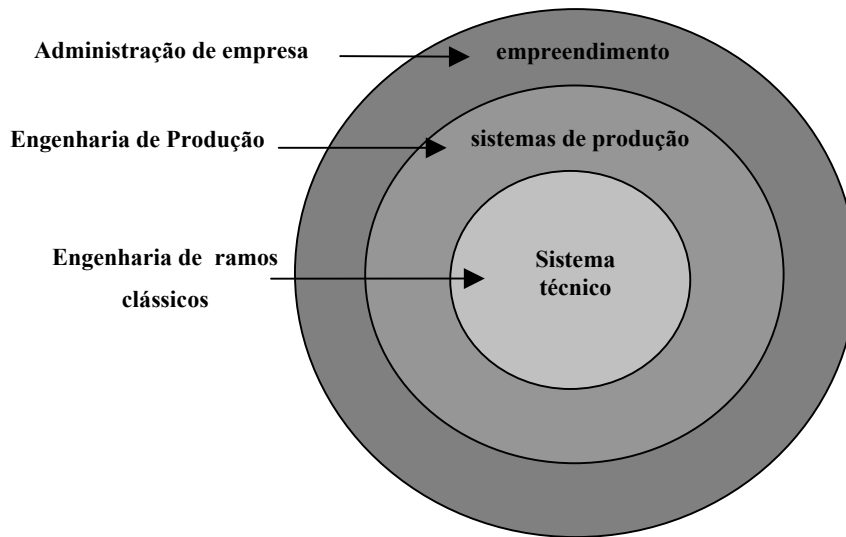 Administração de empresa
empreendimento
Engenharia de Produção
sistemas de produção
Engenharia de ramos
clássicos
Sistema
técnico